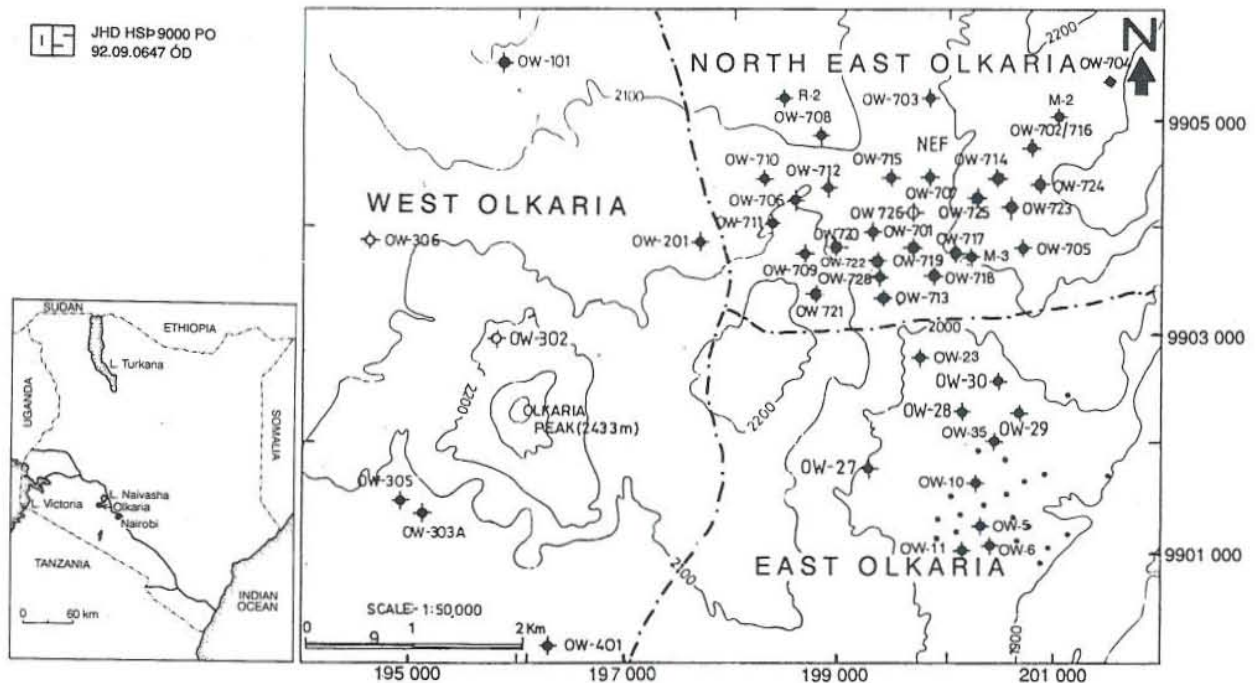 JHD HSÞ 9000 PO
92.09.0647 ÓD
2200
N
NORTH EAST OLKARIA
OW-704
OW-101
R-2
OW-703
M-2
2100
OW-708
OW-702/716
9905 000
NEF
OW-710
OW-712
OW-715
OW-714
OW-724
OW-706
OW-707
WEST OLKARIA
OW-711
OW 726
OW-725
OW-723
OW-306
OW-201
OW-720
OW-701
OW-717
OW-709
OW-722
OW-719
M-3
OW-705
OW-728
OW-718
OW 721
OW-713
2000
9903 000
OW-302
OW-23
OW-30
2200
OLKARIA
PEAK (2433m)
2200
OW-28
OW-35
OW-29
OW-27
OW-305
OW-10
OW-303A
OW-5
OW-11
OW-6
9901 000
EAST OLKARIA
2100
1900
SCALE- 1:50,000
0
1
2 Km
OW-401
195 000
197 000
199 000
201 000
SUDAN
ETHIOPIA
L. Turkana
UGANDA
SOMALIA
L. Naivasha
L. Victoria
Olkaria
Nairobi
TANZANIA
INDIAN
OCEAN
0
60 km